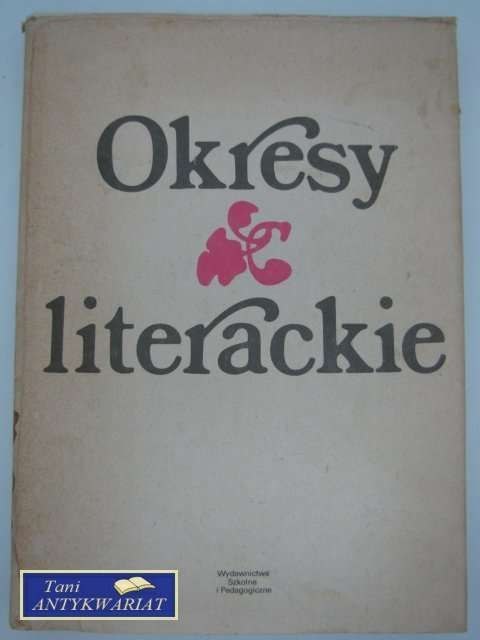 Okresy
literackie
Wydawnictwa
Szkolne
i Pedagogiczne
Tani
ANTYKWARIAT